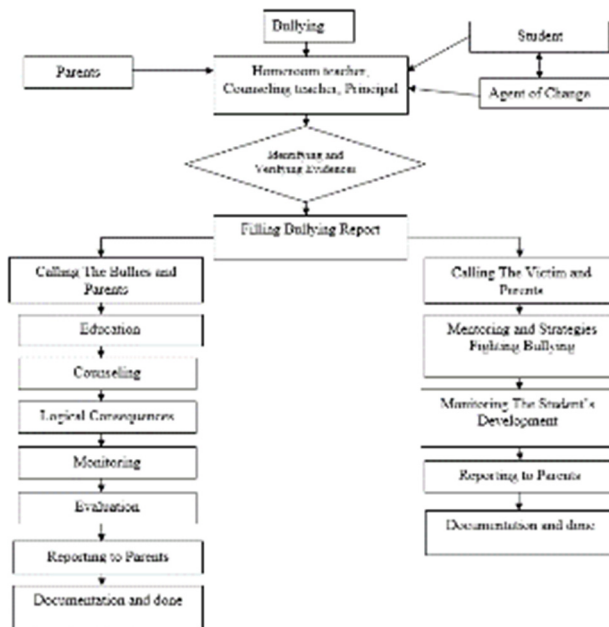 Bullying
Student
Parents
Homeroom teacher,
Counseling teacher, Principal
Agent of Change
Identifying and
Verifying Evidences
Filling Bullying Report
Calling The Bullies and
Parents
Education
Counseling
Logical Consequences
Monitoring
Evaluation
Reporting to Parents
Documentation and done
Calling The Victim and
Parents
Mentoring and Strategies
Fighting Bullying
Monitoring The Student's
Development
Reporting to Parents
Documentation and done